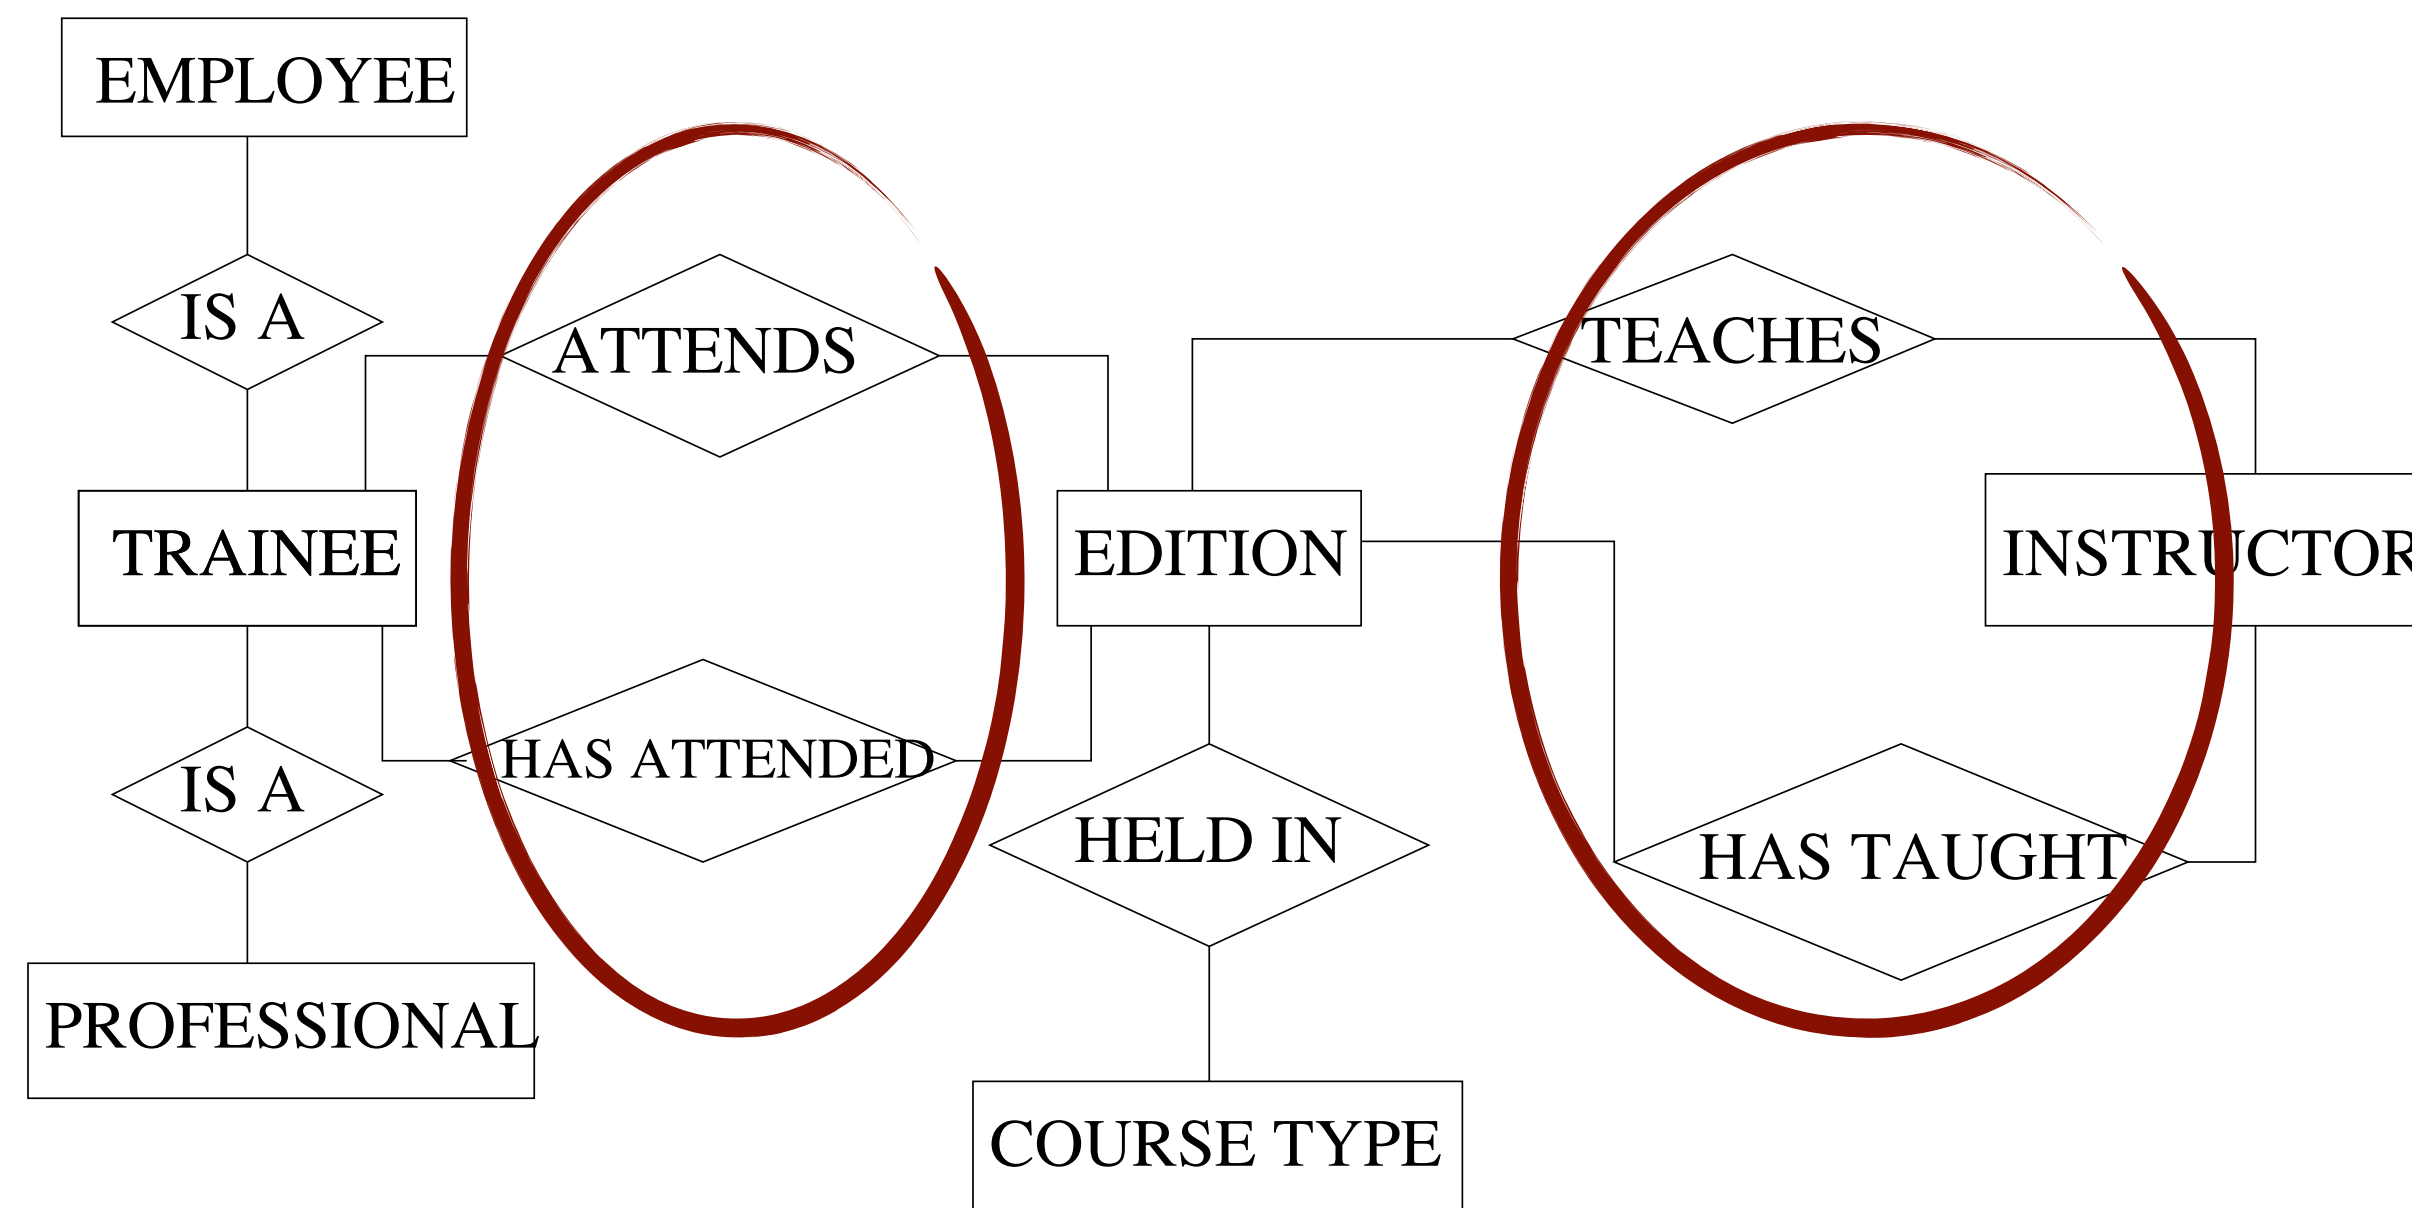 EMPLOYEE
IS A
ATTENDS
TEACHES
TRAINEE
EDITION
INSTRUCTOR
HAS ATTENDED
IS A
HELD IN
HAS TAUGHT
PROFESSIONAL
COURSE TYPE